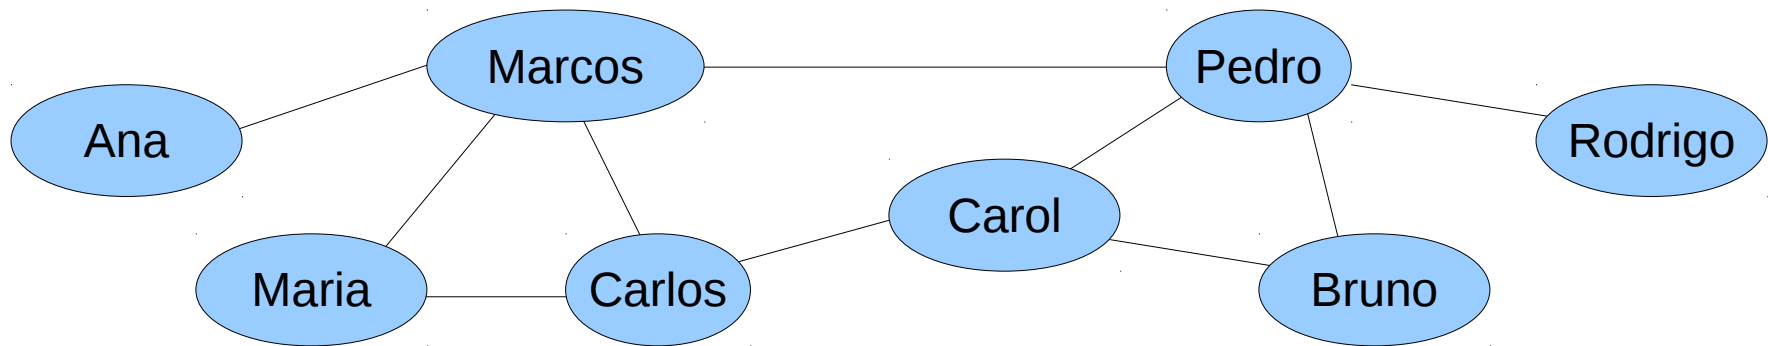 Marcos
Pedro
Ana
Rodrigo
Carol
Maria
Carlos
Bruno